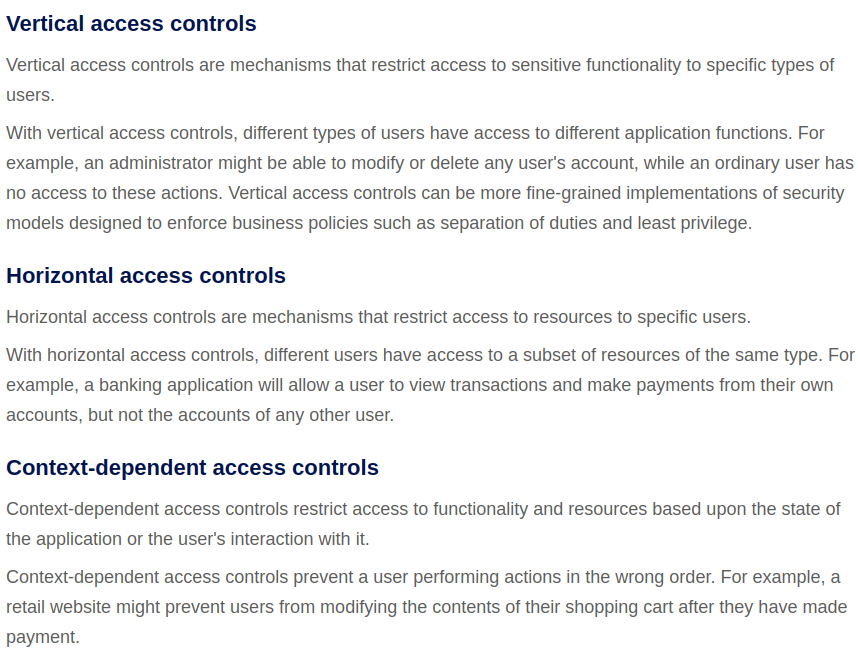 Vertical access controls
Vertical access controls are mechanisms that restrict access to sensitive functionality to specific types of
users.
With vertical access controls, different types of users have access to different application functions. For
example, an administrator might be able to modify or delete any user's account, while an ordinary user has
no access to these actions. Vertical access controls can be more fine-grained implementations of security
models designed to enforce business policies such as separation of duties and least privilege.
Horizontal access controls
Horizontal access controls are mechanisms that restrict access to resources to specific users.
With horizontal access controls, different users have access to a subset of resources of the same type. For
example, a banking application will allow a user to view transactions and make payments from their own
accounts, but not the accounts of any other user.
Context-dependent access controls
Context-dependent access controls restrict access to functionality and resources based upon the state of
the application or the user's interaction with it.
Context-dependent access controls prevent a user performing actions in the wrong order. For example, a
retail website might prevent users from modifying the contents of their shopping cart after they have made
payment.